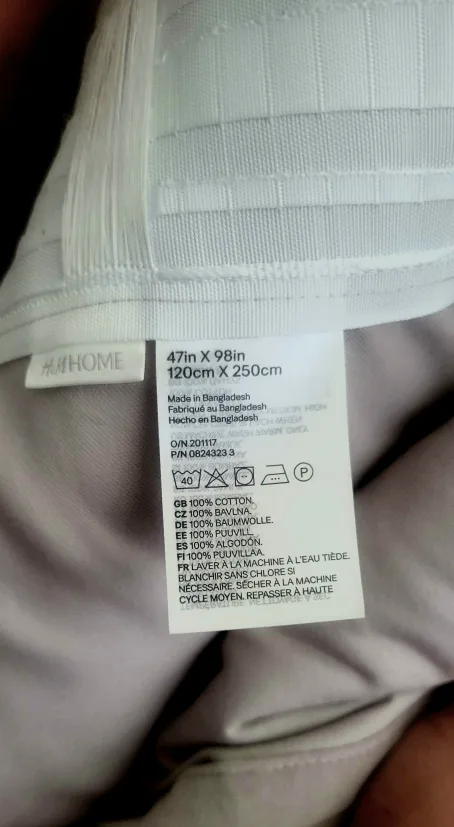 H&M HOME
47in X 98in
120cm X 250cm
Made in Bangladesh
Fabriqué au Bangladesh
Hecho en Bangladesh
O/N 201117
P/N 0824323 3
40
P
GB 100% COTTON.
CZ 100% BAVLNA.
DE 100% BAUMWOLLE.
EE 100% PUUVILL.
ES 100% ALGODÓN.
FI 100% PUUVILLAA.
FR LAVER À LA MACHINE À L'EAU TIÈDE.
BLANCHIR SANS CHLORE SI
NÉCESSAIRE. SÉCHER À LA MACHINE
CYCLE MOYEN. REPASSER À HAUTE